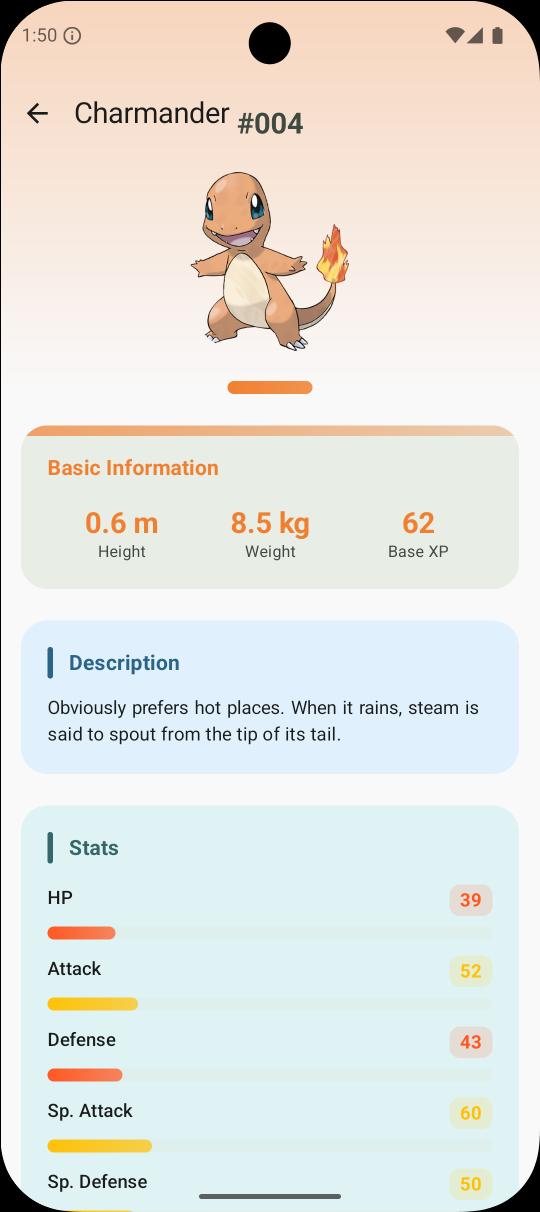 1:50
Charmander #004
Basic Information
0.6 m 8.5 kg 62
Height Weight Base XP
Description
Obviously prefers hot places. When it rains, steam is
said to spout from the tip of its tail.
Stats
HP 39
Attack 52
Defense 43
Sp. Attack 60
Sp. Defense 50